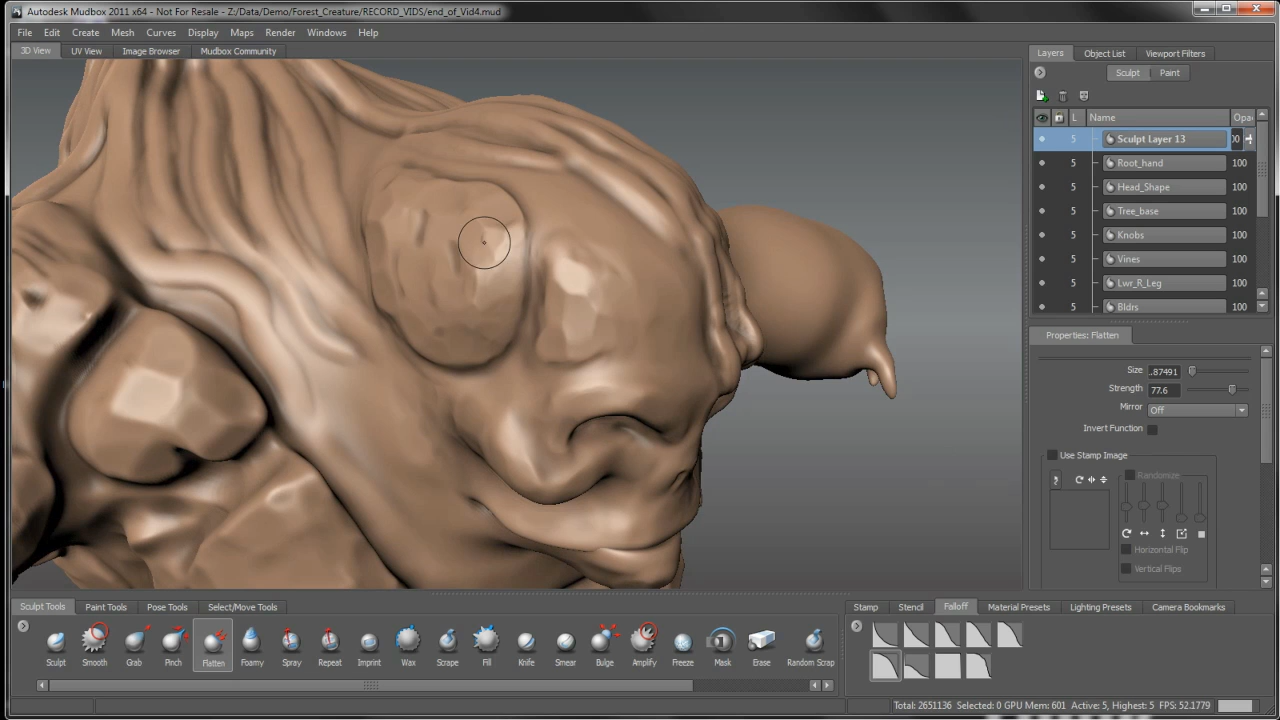 Autodesk Mudbox 2011 x64 - Not For Resale - Z:/Data/Demo/Forest_Creature/RECORD_VIDS/end_of_Vid4.mud
File Edit Create Mesh Curves Display Maps Render Windows Help
3D View UV View Image Browser Mudbox Community
Layers Object List Viewport Filters
Sculpt Paint
L Name Opac
5 Sculpt Layer 13 00
5 Root_hand 100
5 Head_Shape 100
5 Tree_base 100
5 Knobs 100
5 Vines 100
5 Lwr_R_Leg 100
5 Bldrs 100
Properties: Flatten
Size .87491
Strength 77.6
Mirror Off
Invert Function
Use Stamp Image
Randomize
Horizontal Flip
Vertical Flips
Sculpt Tools Paint Tools Pose Tools Select/Move Tools
Sculpt Smooth Grab Pinch Flatten Foamy Spray Repeat Imprint Wax Scrape Fill Knife Smear Bulge Amplify Freeze Mask Erase Random Scrap
Stamp Stencil Falloff Material Presets Lighting Presets Camera Bookmarks
Total: 2651136 Selected: 0 GPU Mem: 601 Active: 5, Highest: 5 FPS: 52.1779